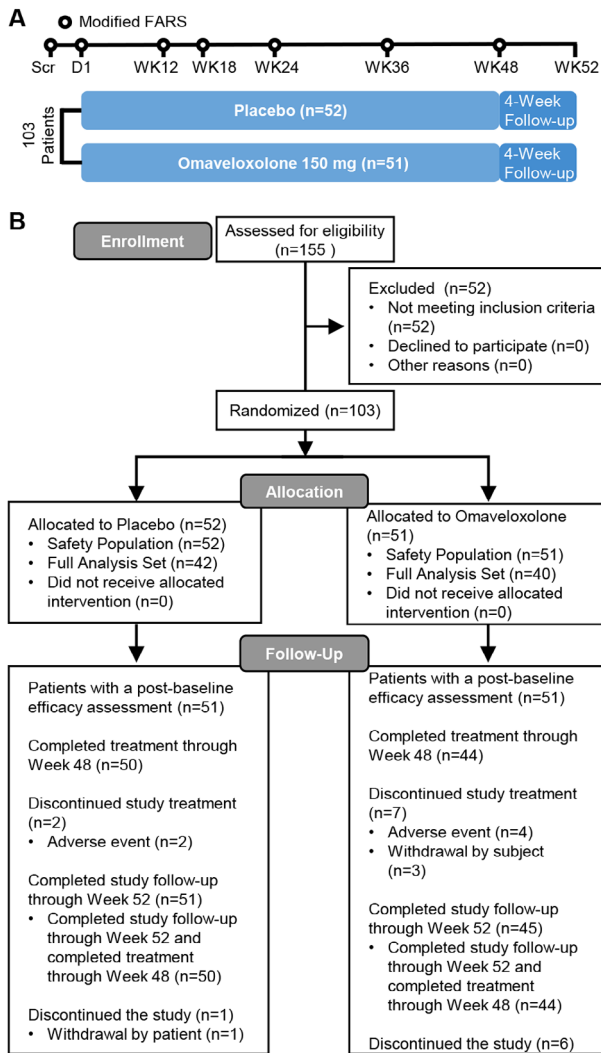 A
Modified FARS
Scr D1 WK12 WK18 WK24 WK36 WK48 WK52
103
Patients
Placebo (n=52)
4-Week
Follow-up
Omaveloxolone 150 mg (n=51)
4-Week
Follow-up
B
Enrollment
Assessed for eligibility
(n=155 )
Excluded (n=52)
• Not meeting inclusion criteria
(n=52)
• Declined to participate (n=0)
• Other reasons (n=0)
Randomized (n=103)
Allocation
Allocated to Placebo (n=52)
• Safety Population (n=52)
• Full Analysis Set (n=42)
• Did not receive allocated
intervention (n=0)
Allocated to Omaveloxolone
(n=51)
• Safety Population (n=51)
• Full Analysis Set (n=40)
• Did not receive allocated
intervention (n=0)
Follow-Up
Patients with a post-baseline
efficacy assessment (n=51)
Completed treatment through
Week 48 (n=50)
Discontinued study treatment
(n=2)
• Adverse event (n=2)
Completed study follow-up
through Week 52 (n=51)
• Completed study follow-up
through Week 52 and
completed treatment
through Week 48 (n=50)
Discontinued the study (n=1)
• Withdrawal by patient (n=1)
Patients with a post-baseline
efficacy assessment (n=51)
Completed treatment through
Week 48 (n=44)
Discontinued study treatment
(n=7)
• Adverse event (n=4)
• Withdrawal by subject
(n=3)
Completed study follow-up
through Week 52 (n=45)
• Completed study follow-up
through Week 52 and
completed treatment
through Week 48 (n=44)
Discontinued the study (n=6)